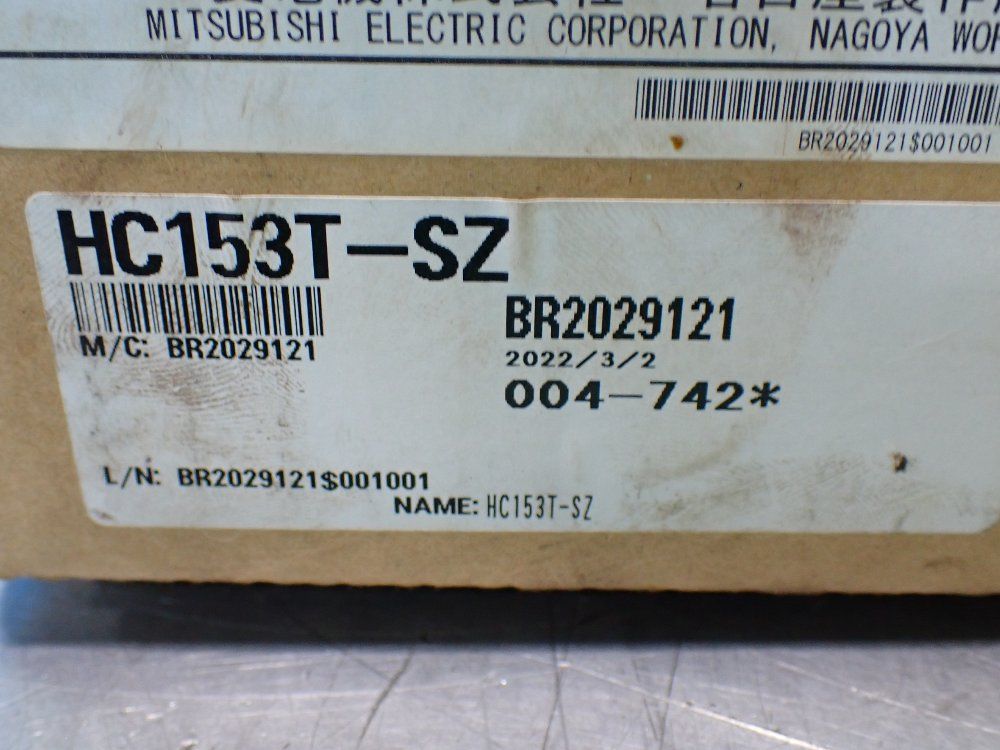 MITSUBISHI ELECTRIC CORPORATION, NAGOYA
BR2029121$001001
HC153T-SZ
BR2029121
M/C: BR2029121
2022/3/2
004-742*
L/N: BR2029121$001001
NAME: HC153T-SZ